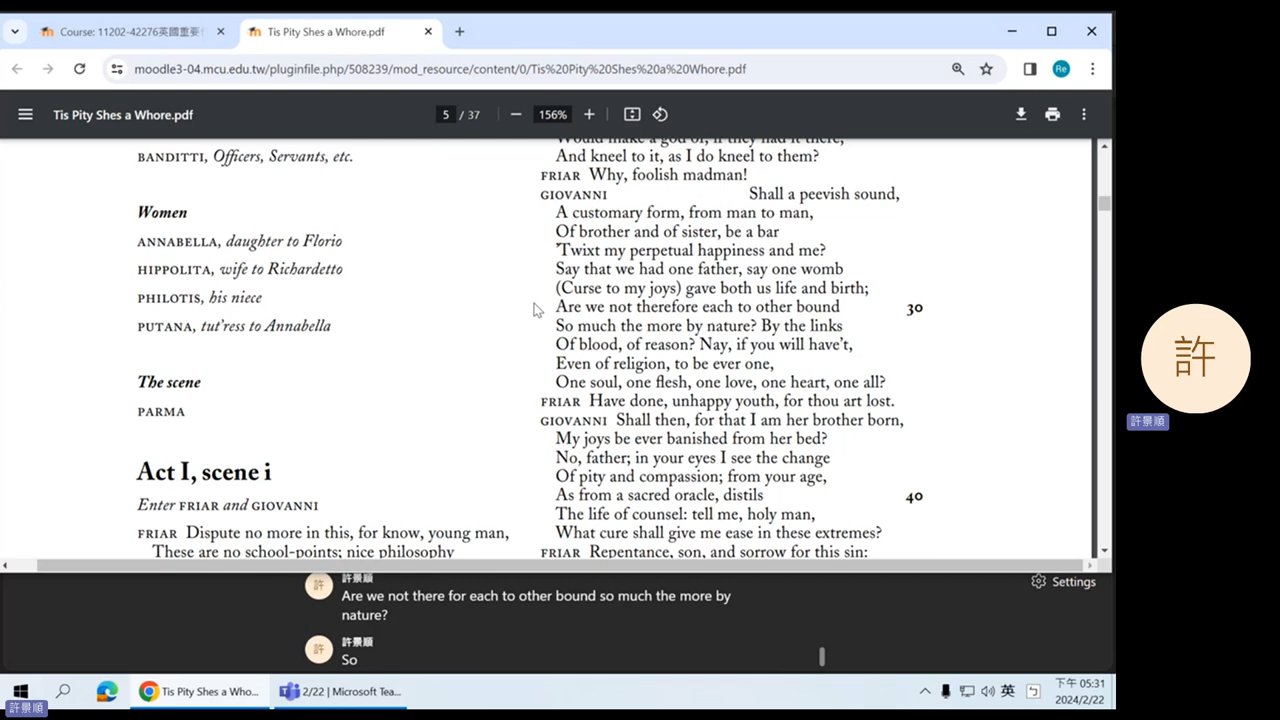 Course: 11202-42276英國重要
Tis Pity Shes a Whore.pdf
moodle3-04.mcu.edu.tw/pluginfile.php/508239/mod_resource/content/0/Tis%20Pity%20Shes%20a%20Whore.pdf
Re
Tis Pity Shes a Whore.pdf
5 / 37
156%
BANDITTI, Officers, Servants, etc.
Women
ANNABELLA, daughter to Florio
HIPPOLITA, wife to Richardetto
PHILOTIS, his niece
PUTANA, tut'ress to Annabella
The scene
PARMA
Act I, scene i
Enter FRIAR and GIOVANNI
FRIAR Dispute no more in this, for know, young man,
These are no school-points; nice philosophy
Would make a god of, if they had it there,
And kneel to it, as I do kneel to them?
FRIAR Why, foolish madman!
GIOVANNI Shall a peevish sound,
A customary form, from man to man,
Of brother and of sister, be a bar
'Twixt my perpetual happiness and me?
Say that we had one father, say one womb
(Curse to my joys) gave both us life and birth;
Are we not therefore each to other bound 30
So much the more by nature? By the links
Of blood, of reason? Nay, if you will have't,
Even of religion, to be ever one,
One soul, one flesh, one love, one heart, one all?
FRIAR Have done, unhappy youth, for thou art lost.
GIOVANNI Shall then, for that I am her brother born,
My joys be ever banished from her bed?
No, father; in your eyes I see the change
Of pity and compassion; from your age,
As from a sacred oracle, distils 40
The life of counsel: tell me, holy man,
What cure shall give me ease in these extremes?
FRIAR Repentance, son, and sorrow for this sin:
許
許景順
許 許景順
Are we not there for each to other bound so much the more by
nature?
許 許景順
So
Settings
Tis Pity Shes a Who...
2/22 | Microsoft Tea...
英
下午 05:31
2024/2/22
許景順